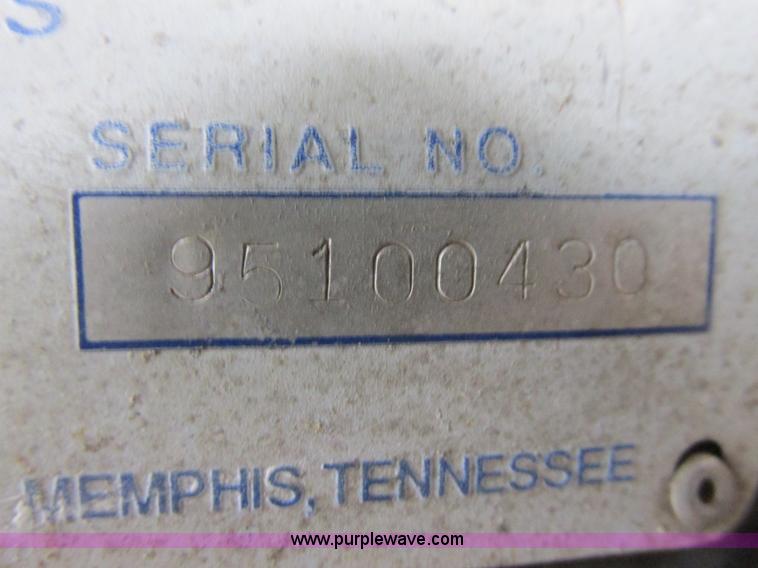 S
SERIAL NO.
95100430
MEMPHIS, TENNESSEE
www.purplewave.com